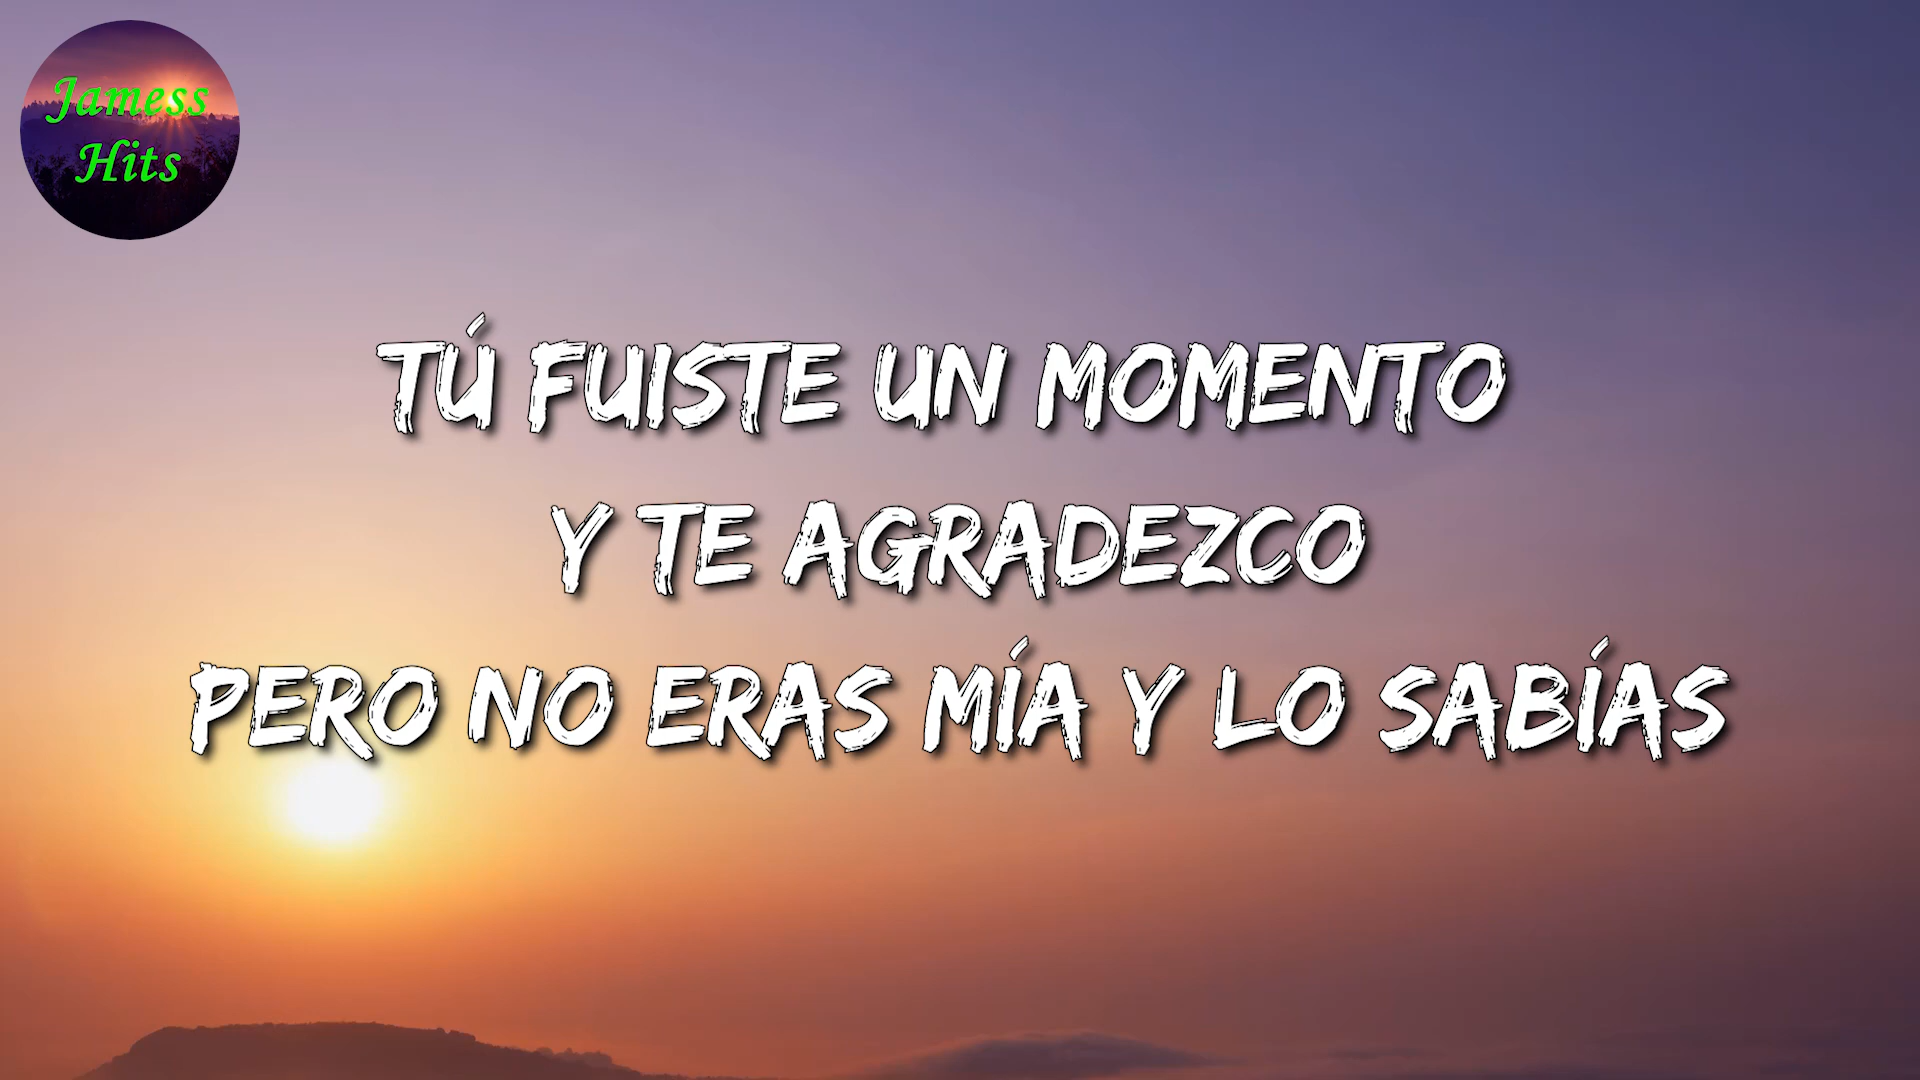 Jamess
Hits
TÚ FUISTE UN MOMENTO
Y TE AGRADEZCO
PERO NO ERAS MÍA Y LO SABÍAS